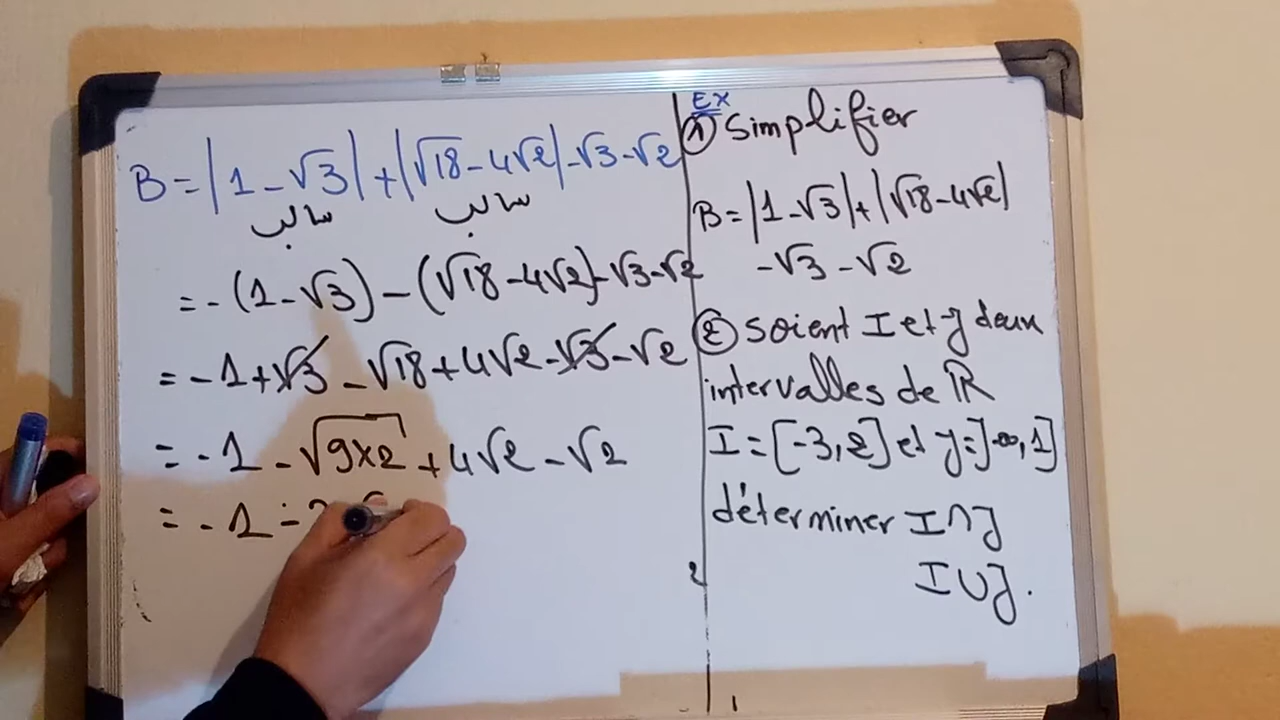 B = |1 - √3| + |√18 - 4√2| - √3 - √2
سالب سالب
= - (1 - √3) - (√18 - 4√2) - √3 - √2
= - 1 + √3 - √18 + 4√2 - √3 - √2
= - 1 - √9×2 + 4√2 - √2
= - 1 -
Ex
① Simplifier
B = |1 - √3| + |√18 - 4√2|
- √3 - √2
② Soient I et J deux
intervalles de ℝ
I = [-3, 2] et J = ]-∞, 1]
déterminer I ∩ J
I ∪ J.